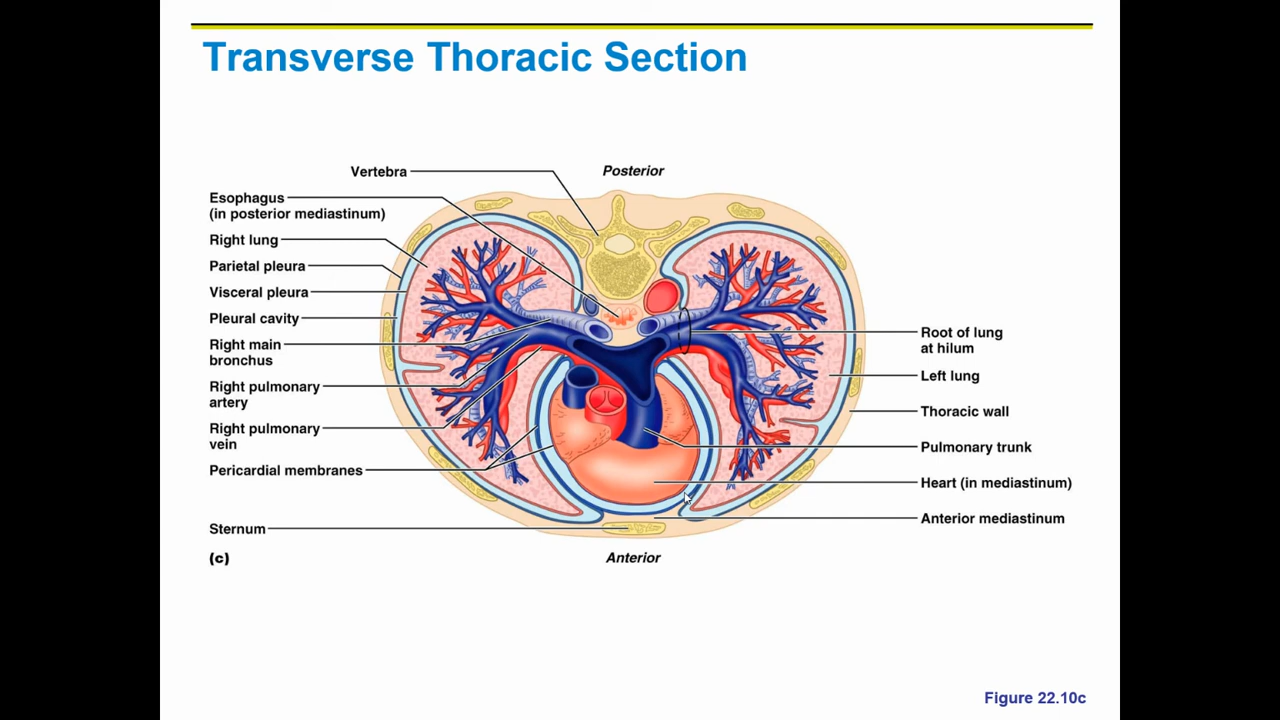 Transverse Thoracic Section
Vertebra
Posterior
Esophagus
(in posterior mediastinum)
Right lung
Parietal pleura
Visceral pleura
Pleural cavity
Right main
bronchus
Right pulmonary
artery
Right pulmonary
vein
Pericardial membranes
Sternum
(c)
Anterior
Root of lung
at hilum
Left lung
Thoracic wall
Pulmonary trunk
Heart (in mediastinum)
Anterior mediastinum
Figure 22.10c